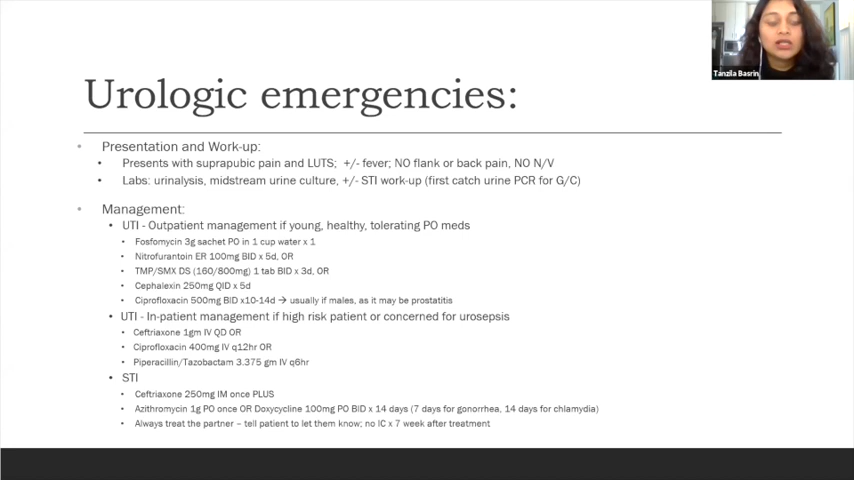 Tanzila Basrin
Urologic emergencies:
• Presentation and Work-up:
• Presents with suprapubic pain and LUTS; +/- fever; NO flank or back pain, NO N/V
• Labs: urinalysis, midstream urine culture, +/- STI work-up (first catch urine PCR for G/C)
• Management:
• UTI - Outpatient management if young, healthy, tolerating PO meds
• Fosfomycin 3g sachet PO in 1 cup water x 1
• Nitrofurantoin ER 100mg BID x 5d, OR
• TMP/SMX DS (160/800mg) 1 tab BID x 3d, OR
• Cephalexin 250mg QID x 5d
• Ciprofloxacin 500mg BID x10-14d → usually if males, as it may be prostatitis
• UTI - In-patient management if high risk patient or concerned for urosepsis
• Ceftriaxone 1gm IV QD OR
• Ciprofloxacin 400mg IV q12hr OR
• Piperacillin/Tazobactam 3.375 gm IV q6hr
• STI
• Ceftriaxone 250mg IM once PLUS
• Azithromycin 1g PO once OR Doxycycline 100mg PO BID x 14 days (7 days for gonorrhea, 14 days for chlamydia)
• Always treat the partner – tell patient to let them know; no IC x 7 week after treatment